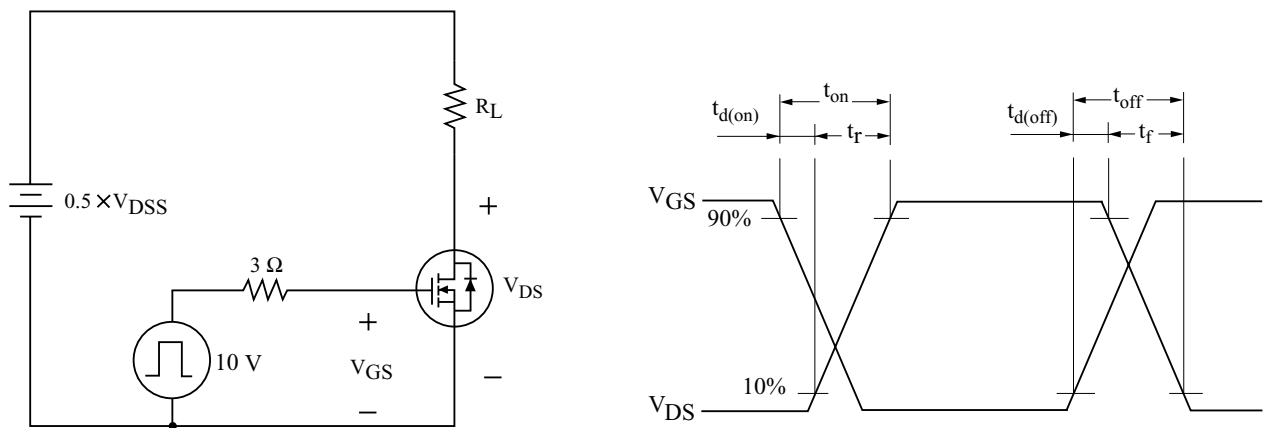 R_L
0.5 × V_DSS
+
3 Ω
V_DS
+
10 V
V_GS
−
−
t_on
t_off
t_d(on)
t_d(off)
t_r
t_f
V_GS
90%
10%
V_DS